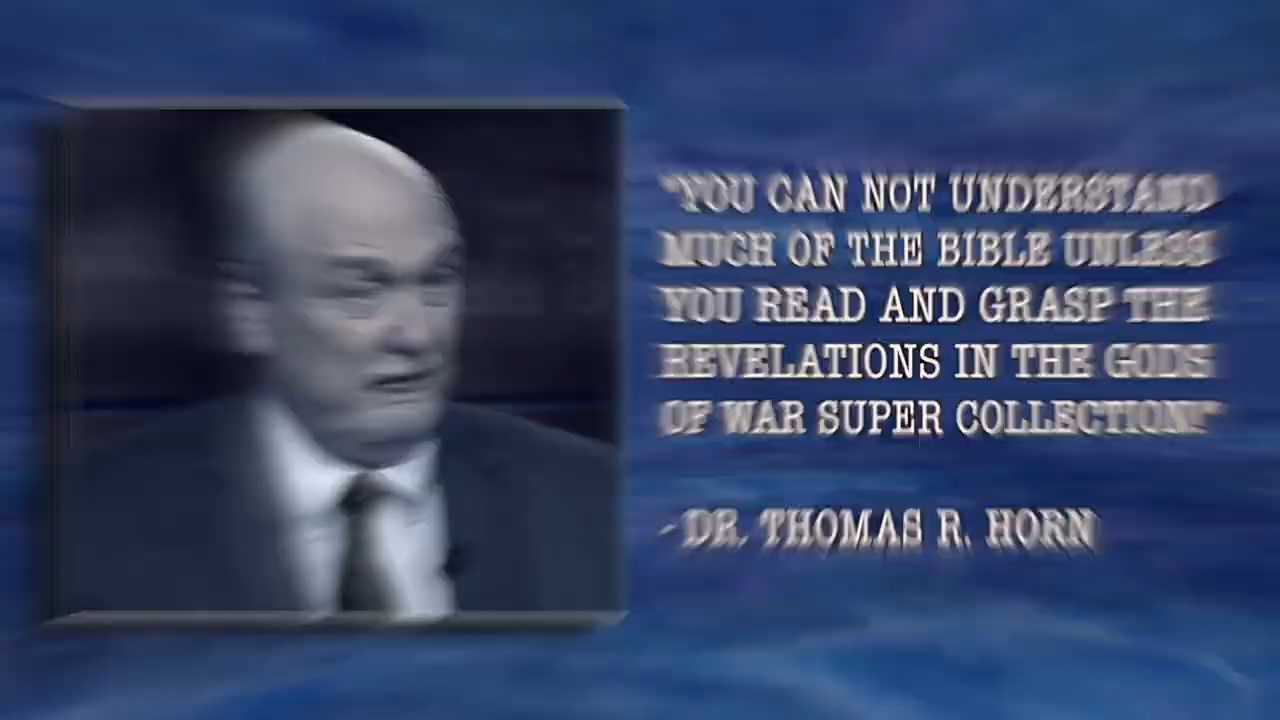 "YOU CAN NOT UNDERSTAND
MUCH OF THE BIBLE UNLESS
YOU READ AND GRASP THE
REVELATIONS IN THE GODS
OF WAR SUPER COLLECTION!"
- DR. THOMAS R. HORN